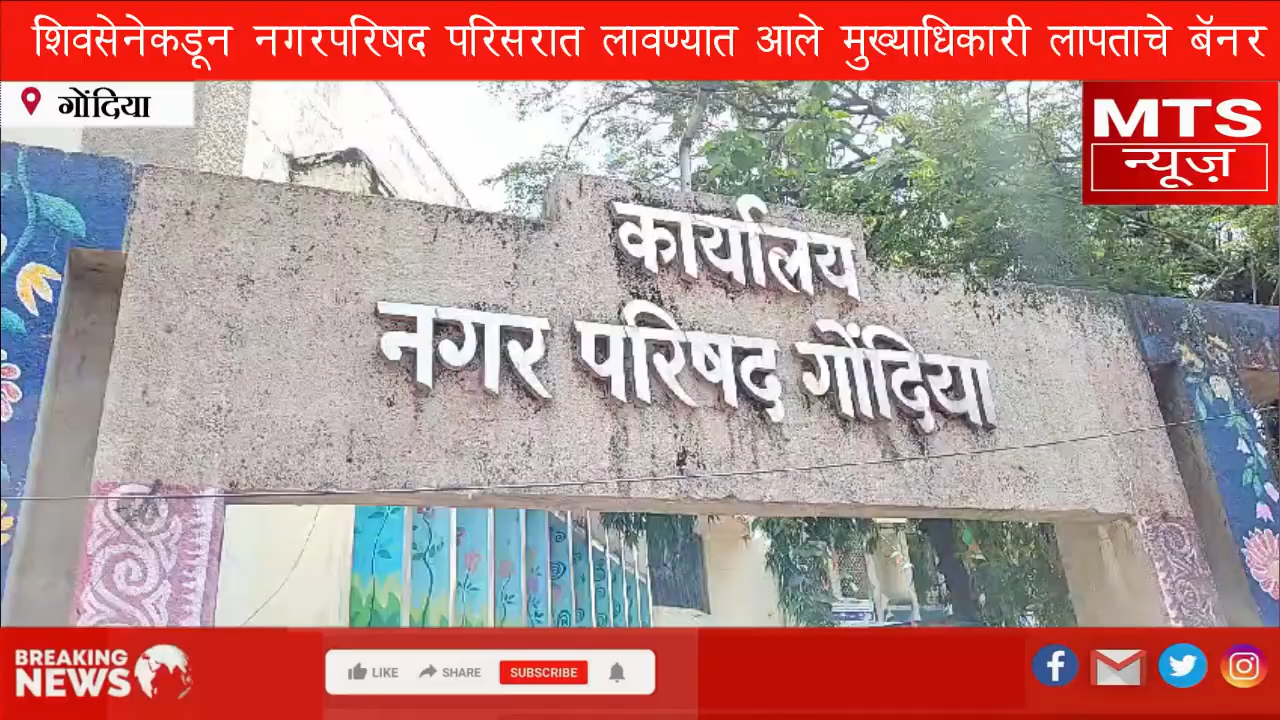 शिवसेनेकडून नगरपरिषद परिसरात लावण्यात आले मुख्याधिकारी लापताचे बॅनर
गोंदिया
MTS
न्यूज़
कार्यालय
नगर परिषद गोंदिया
BREAKING
NEWS
LIKE
SHARE
SUBSCRIBE